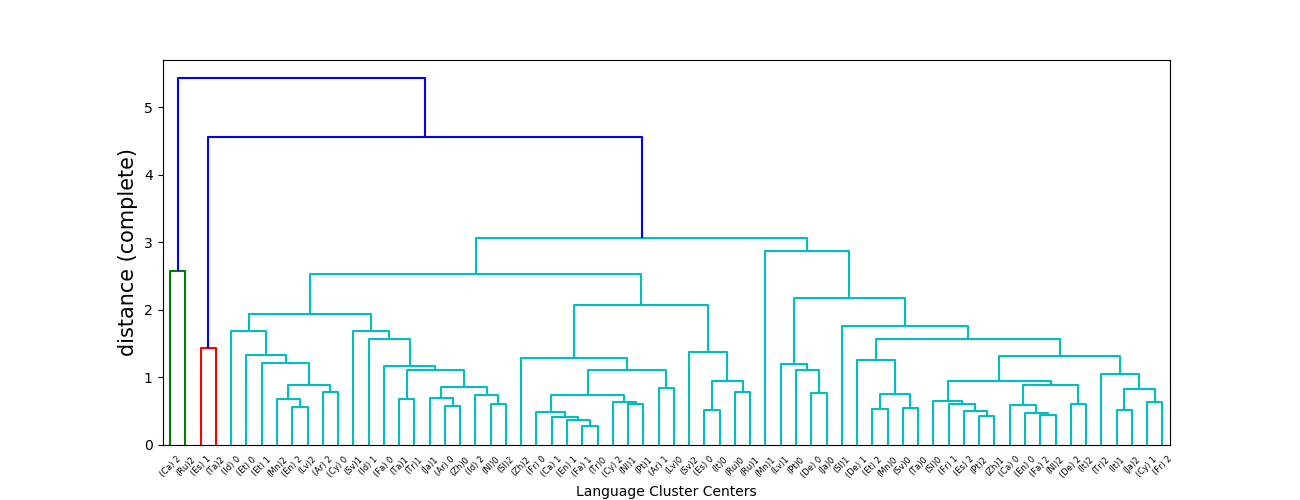 distance (complete)
5
4
3
2
1
0
(Ca) 2
(Ru)2
(Es) 1
(Ta)2
(Id) 0
(Et) 0
(Et) 1
(Mn)2
(En) 2
(Lv)2
(Ar) 2
(Cy) 0
(Sv)1
(Id) 1
(Fa) 0
(Ta)1
(Tr)1
(Ja)1
(Ar) 0
(Zh)0
(Id) 2
(Nl)0
(Sl)2
(Zh)2
(Fr) 0
(Ca) 1
(En) 1
(Fa) 1
(Tr)0
(Cy) 2
(Nl)1
(Pt)1
(Ar) 1
(Lv)0
(Sv)2
(Es) 0
(It)0
(Ru)0
(Ru)1
(Mn)1
(Lv)1
(Pt)0
(De) 0
(Ja)0
(Sl)1
(De) 1
(Et) 2
(Mn)0
(Sv)0
(Ta)0
(Sl)0
(Fr) 1
(Es) 2
(Pt)2
(Zh)1
(Ca) 0
(En) 0
(Fa) 2
(Nl)2
(De) 2
(It)2
(Tr)2
(It)1
(Ja)2
(Cy) 1
(Fr) 2
Language Cluster Centers